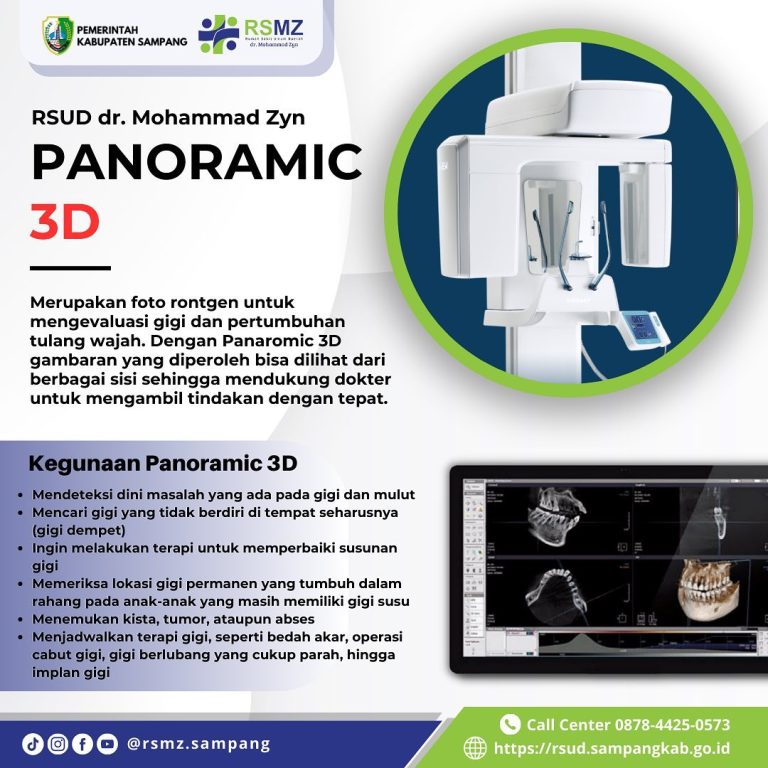 PEMERINTAH
KABUPATEN SAMPANG
RSMZ
Rumah Sakit Umum Daerah
dr. Mohammad Zyn
RSUD dr. Mohammad Zyn
PANORAMIC
3D
Merupakan foto rontgen untuk
mengevaluasi gigi dan pertumbuhan
tulang wajah. Dengan Panaromic 3D
gambaran yang diperoleh bisa dilihat dari
berbagai sisi sehingga mendukung dokter
untuk mengambil tindakan dengan tepat.
Kegunaan Panoramic 3D
• Mendeteksi dini masalah yang ada pada gigi dan mulut
• Mencari gigi yang tidak berdiri di tempat seharusnya
(gigi dempet)
• Ingin melakukan terapi untuk memperbaiki susunan
gigi
• Memeriksa lokasi gigi permanen yang tumbuh dalam
rahang pada anak-anak yang masih memiliki gigi susu
• Menemukan kista, tumor, ataupun abses
• Menjadwalkan terapi gigi, seperti bedah akar, operasi
cabut gigi, gigi berlubang yang cukup parah, hingga
implan gigi
@rsmz.sampang
Call Center 0878-4425-0573
https://rsud.sampangkab.go.id